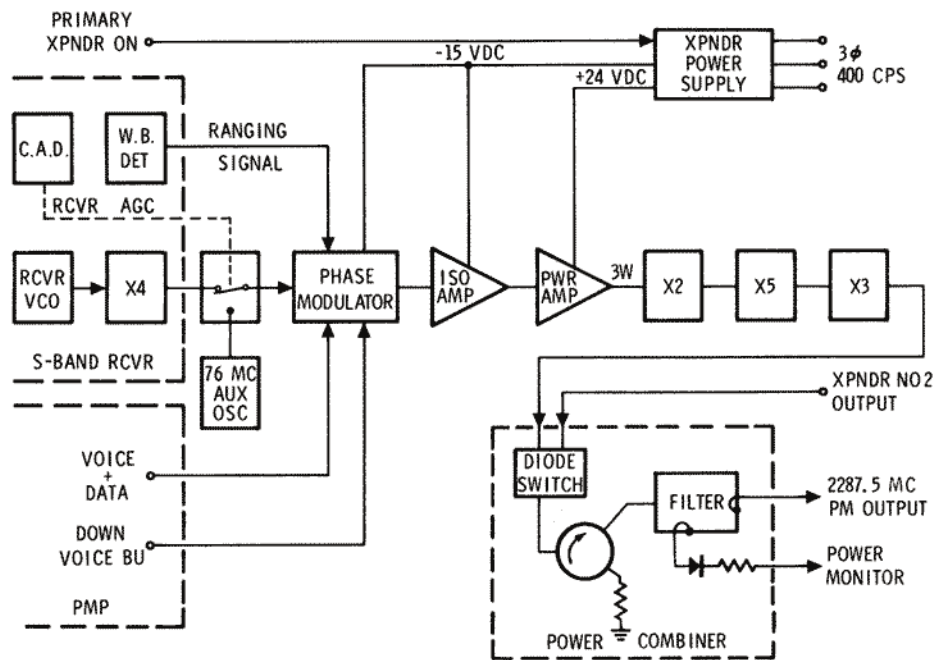 PRIMARY
XPNDR ON
-15 VDC
XPNDR
POWER
SUPPLY
3ϕ
400 CPS
+24 VDC
C.A.D.
W.B.
DET
RANGING
SIGNAL
RCVR AGC
RCVR
VCO
X4
PHASE
MODULATOR
ISO
AMP
PWR
AMP
3W
X2
X5
X3
S-BAND RCVR
76 MC
AUX
OSC
XPNDR NO2
OUTPUT
VOICE
+
DATA
DIODE
SWITCH
FILTER
2287.5 MC
PM OUTPUT
DOWN
VOICE BU
POWER
MONITOR
PMP
POWER COMBINER